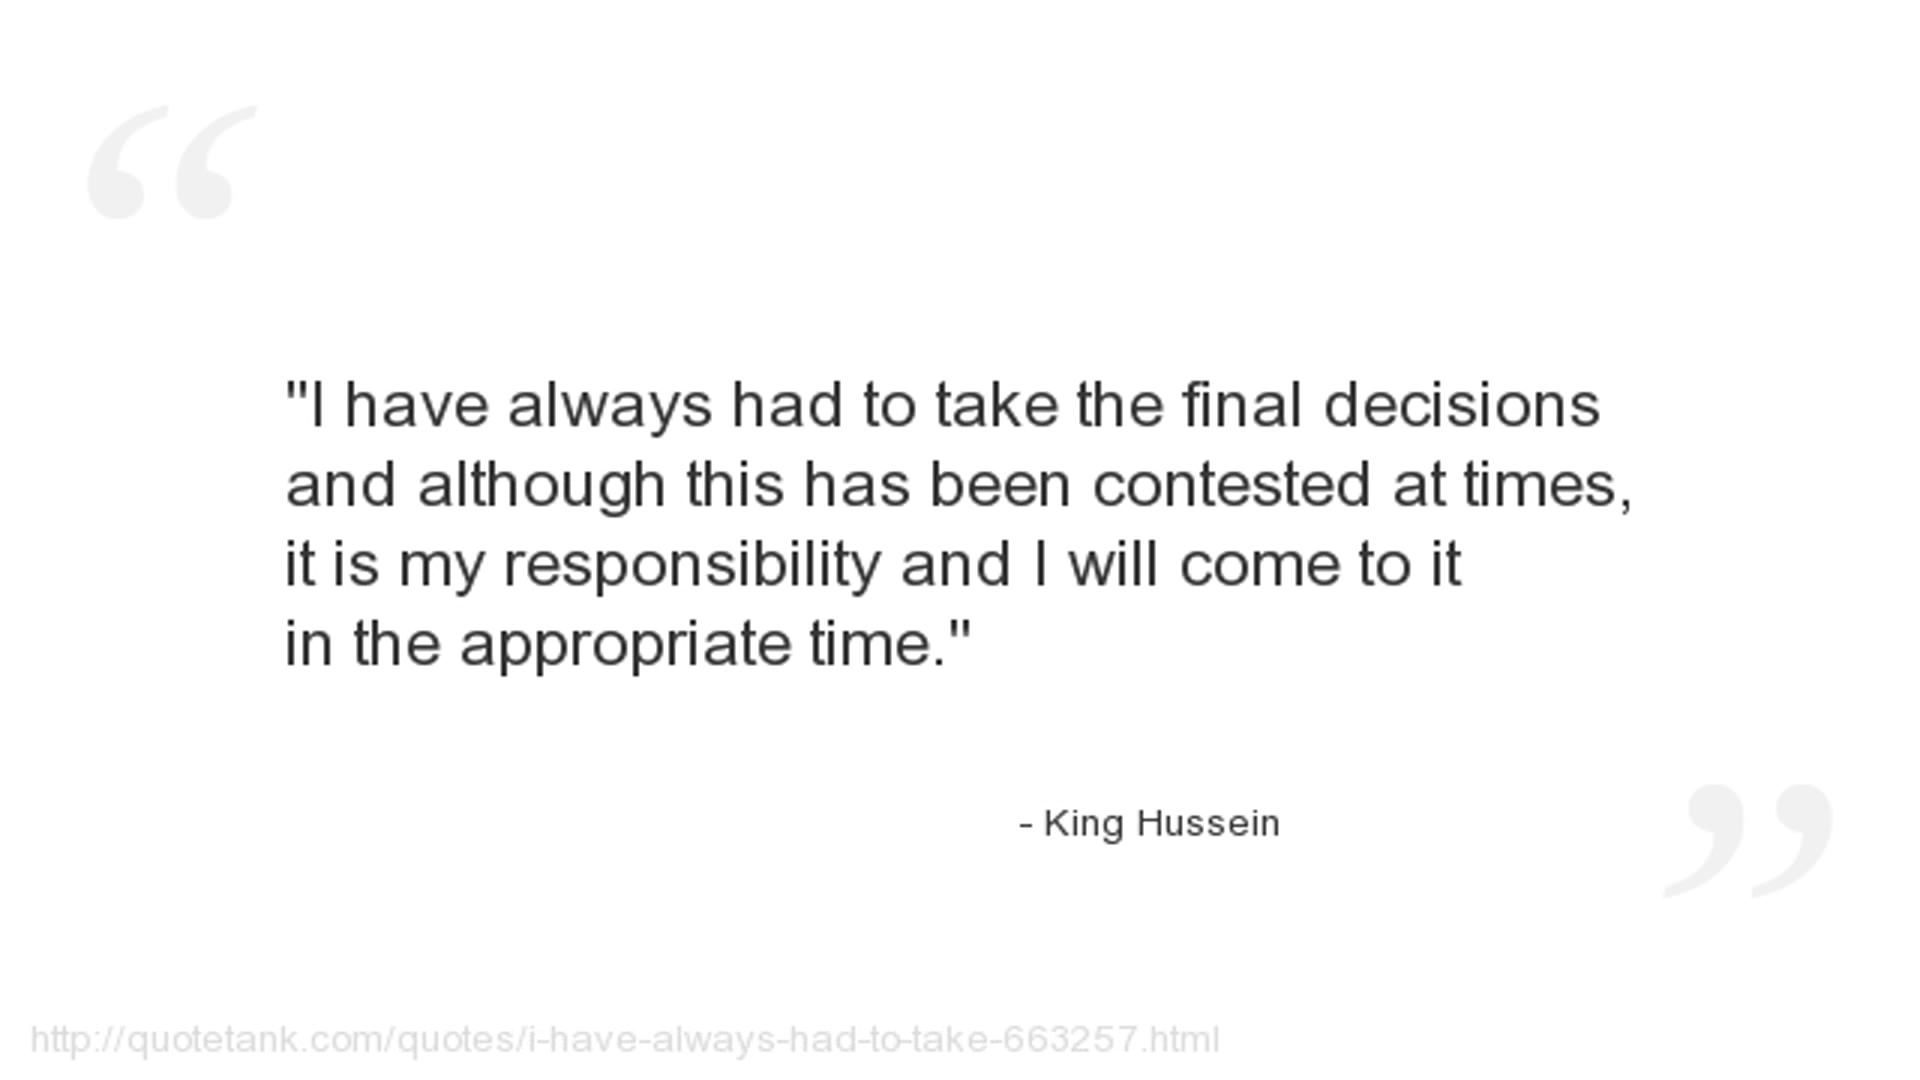 "I have always had to take the final decisions
and although this has been contested at times,
it is my responsibility and I will come to it
in the appropriate time."
- King Hussein
http://quotetank.com/quotes/i-have-always-had-to-take-663257.html